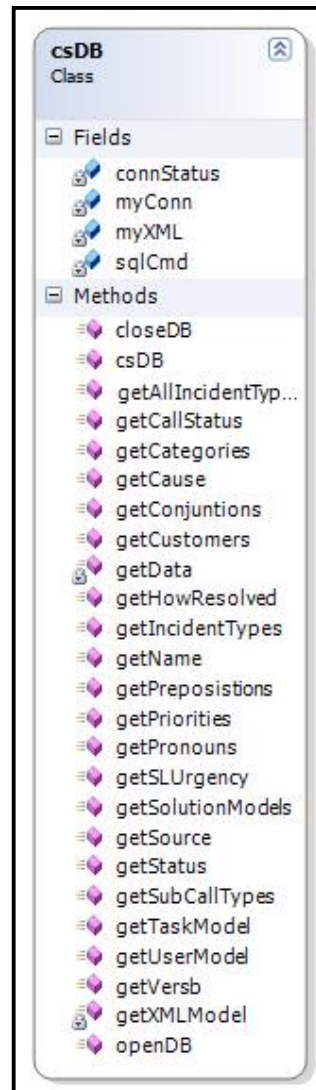 csDB
Class
Fields
connStatus
myConn
myXML
sqlCmd
Methods
closeDB
csDB
getAllIncidentTyp...
getCallStatus
getCategories
getCause
getConjuntions
getCustomers
getData
getHowResolved
getIncidentTypes
getName
getPreposistions
getPriorities
getPronouns
getSLUrgency
getSolutionModels
getSource
getStatus
getSubCallTypes
getTaskModel
getUserModel
getVersb
getXMLModel
openDB